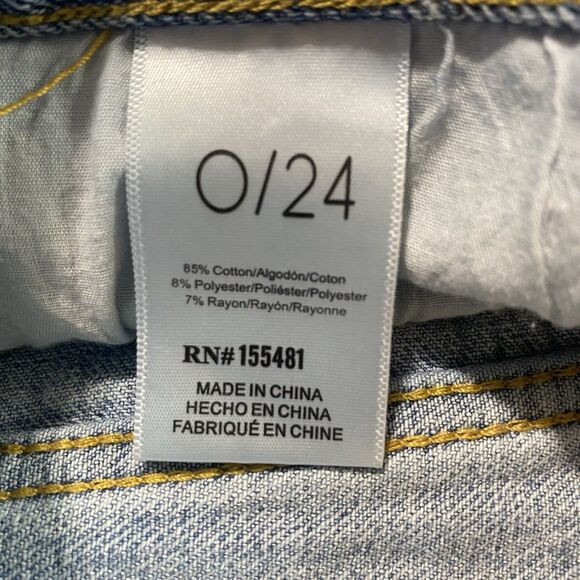 0/24
85% Cotton/Algodón/Coton
8% Polyester/Poliéster/Polyester
7% Rayon/Rayón/Rayonne
RN# 155481
MADE IN CHINA
HECHO EN CHINA
FABRIQUÉ EN CHINE